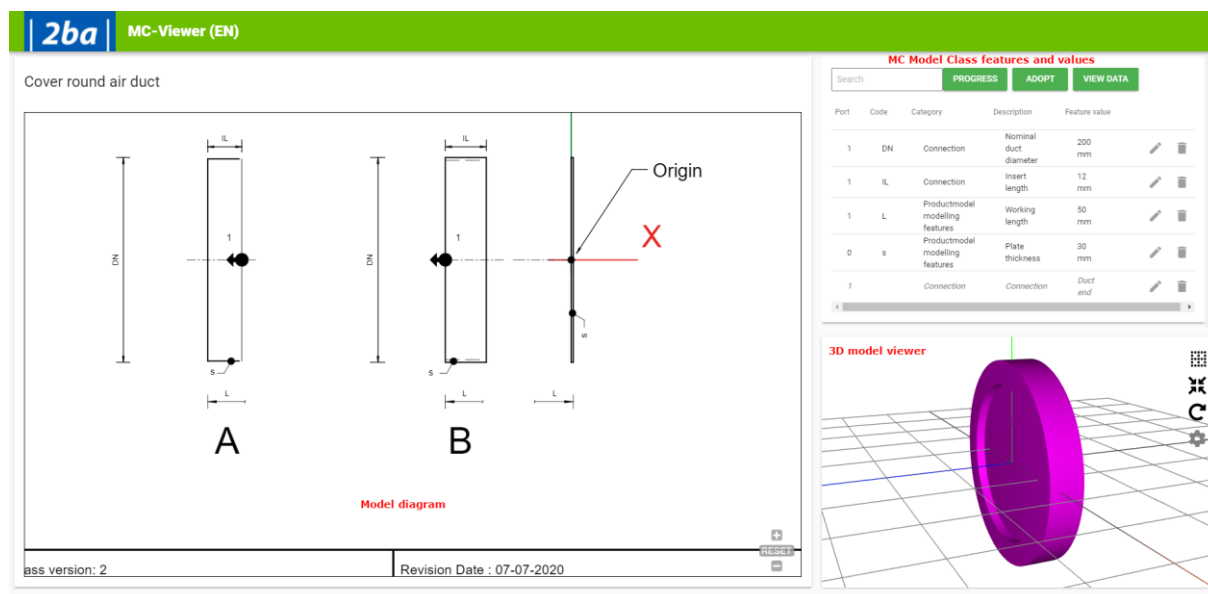 2ba MC-Viewer (EN)
Cover round air duct
IL
DN
1
s
L
A
IL
DN
1
s
L
B
Origin
X
s
L
Model diagram
RESET
ass version: 2
Revision Date : 07-07-2020
MC Model Class features and values
Search PROGRESS ADOPT VIEW DATA
Port Code Category Description Feature value
1 DN Connection Nominal duct diameter 200 mm
1 IL Connection Insert length 12 mm
1 L Productmodel modelling features Working length 50 mm
0 s Productmodel modelling features Plate thickness 30 mm
1 Connection Connection Duct end
3D model viewer